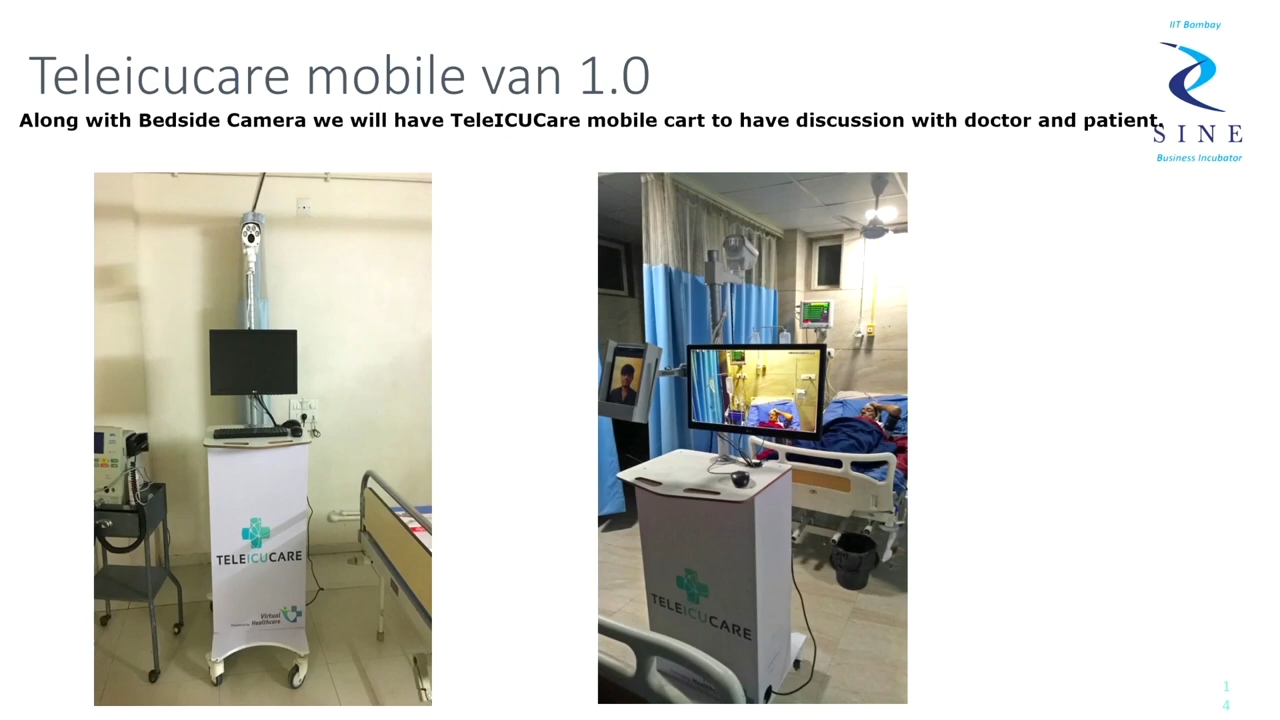 IIT Bombay
Teleicucare mobile van 1.0
Along with Bedside Camera we will have TeleICUCare mobile cart to have discussion with doctor and patient.
SINE
Business Incubator
TELEICUCARE
Virtual
Healthcare
TELEICUCARE
1
4